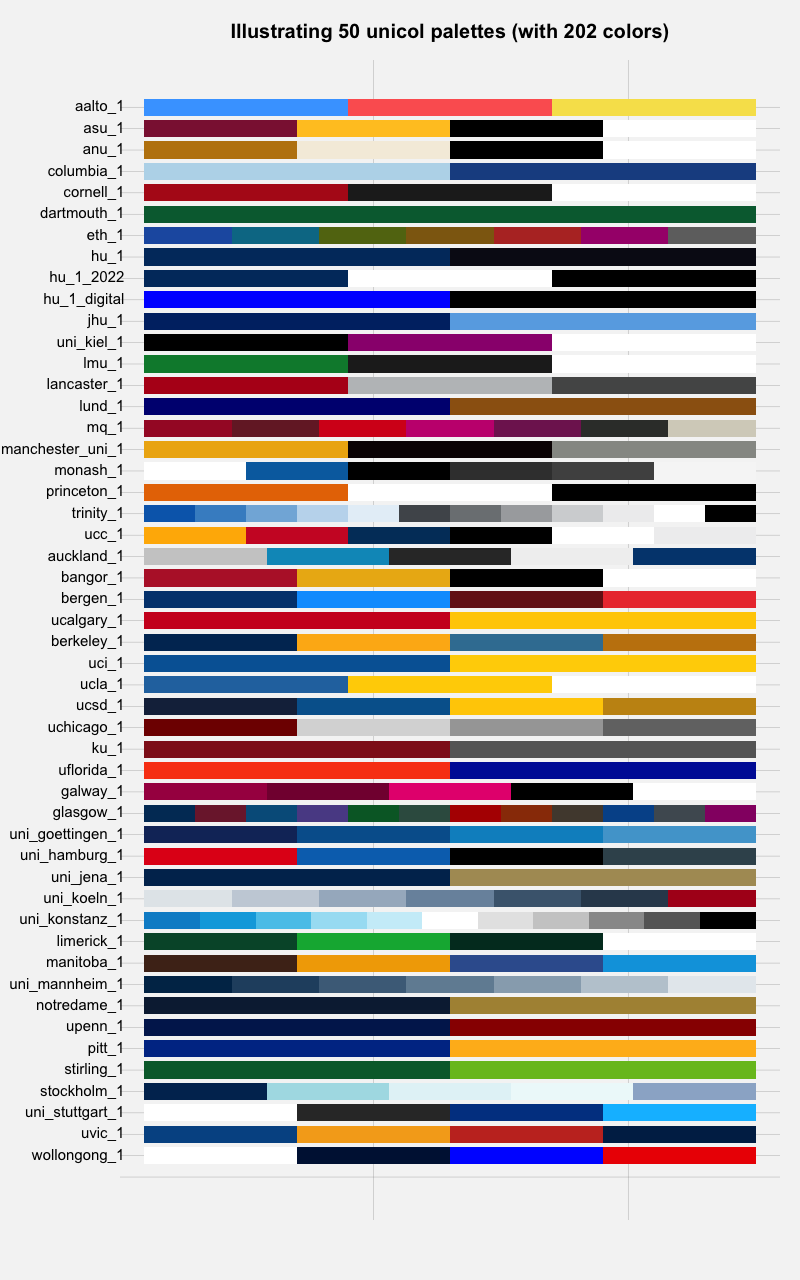 Illustrating 50 unicol palettes (with 202 colors)
aalto_1
asu_1
anu_1
columbia_1
cornell_1
dartmouth_1
eth_1
hu_1
hu_1_2022
hu_1_digital
jhu_1
uni_kiel_1
lmu_1
lancaster_1
lund_1
mq_1
manchester_uni_1
monash_1
princeton_1
trinity_1
ucc_1
auckland_1
bangor_1
bergen_1
ucalgary_1
berkeley_1
uci_1
ucla_1
ucsd_1
uchicago_1
ku_1
uflorida_1
galway_1
glasgow_1
uni_goettingen_1
uni_hamburg_1
uni_jena_1
uni_koeln_1
uni_konstanz_1
limerick_1
manitoba_1
uni_mannheim_1
notredame_1
upenn_1
pitt_1
stirling_1
stockholm_1
uni_stuttgart_1
uvic_1
wollongong_1